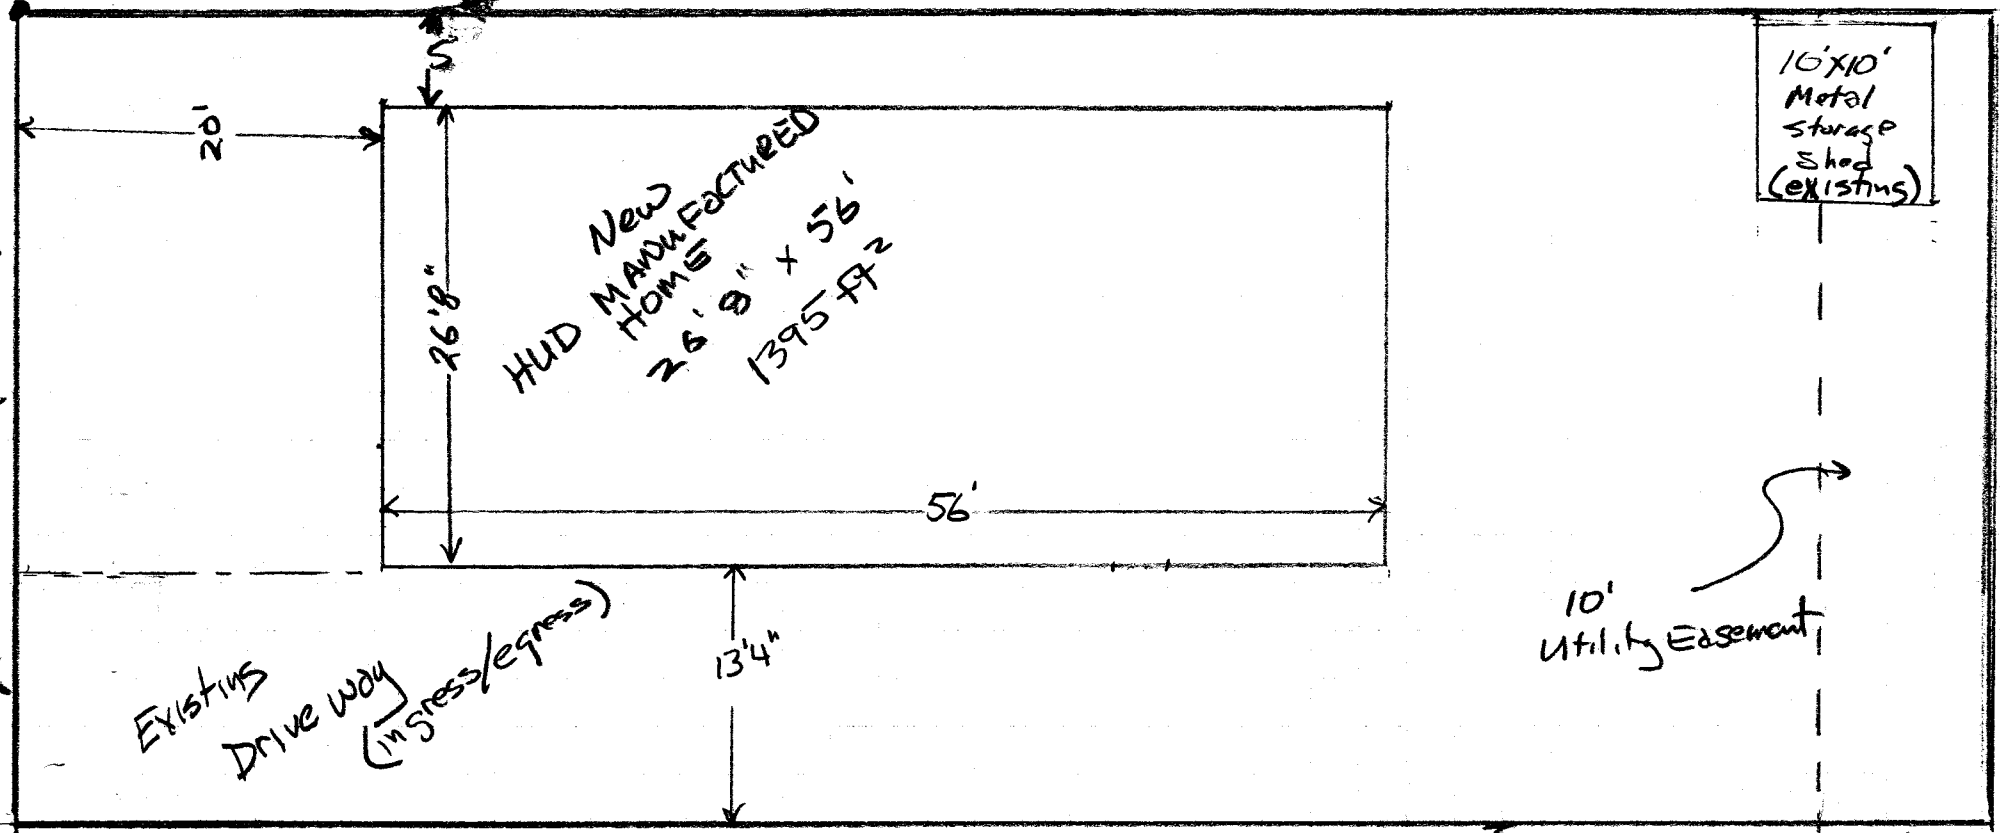 5'
10'X10'
Metal
Storage
Shed
(existing)
20'
New
HUD MANUFACTURED
HOME
26' 8" x 56'
1395 ft²
26'8"
56'
10'
Utility Easement
13'4"
Existing
Drive Way
(ingress/egress)